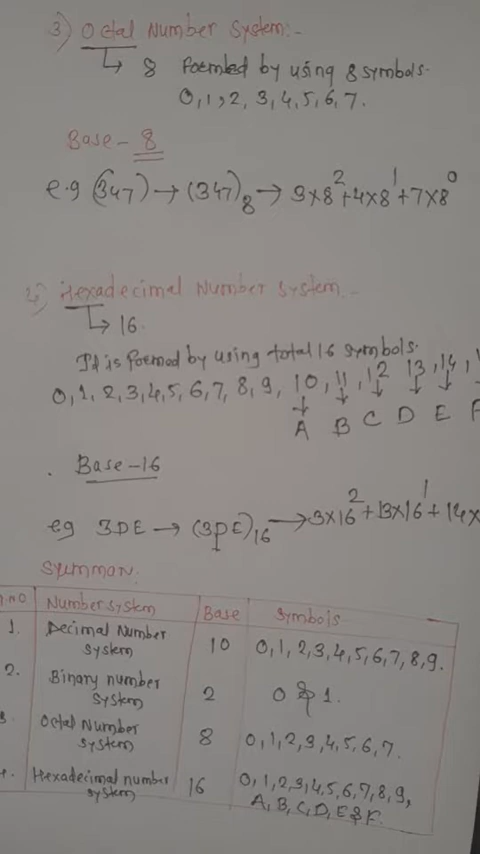 3) Octal Number System:-
↳ 8 Foemed by using 8 symbols.
0, 1, 2, 3, 4, 5, 6, 7.
Base - 8
e.g (347) → (347)₈ → 3×8²+4×8¹+7×8⁰
4) Hexadecimal Number System:-
↳ 16.
It is foemed by using total 16 symbols.
0, 1, 2, 3, 4, 5, 6, 7, 8, 9, 10, 11, 12, 13, 14,
↓ ↓ ↓ ↓ ↓
A B C D E F
. Base-16
eg 3DE → (3DE)₁₆ → 3×16²+13×16¹+14×
Summary:
no Number system Base Symbols
1. Decimal Number system 10 0, 1, 2, 3, 4, 5, 6, 7, 8, 9.
2. Binary number system 2 0 & 1.
3. Octal Number system 8 0, 1, 2, 3, 4, 5, 6, 7.
4. Hexadecimal number system 16 0, 1, 2, 3, 4, 5, 6, 7, 8, 9,
A, B, C, D, E & F.